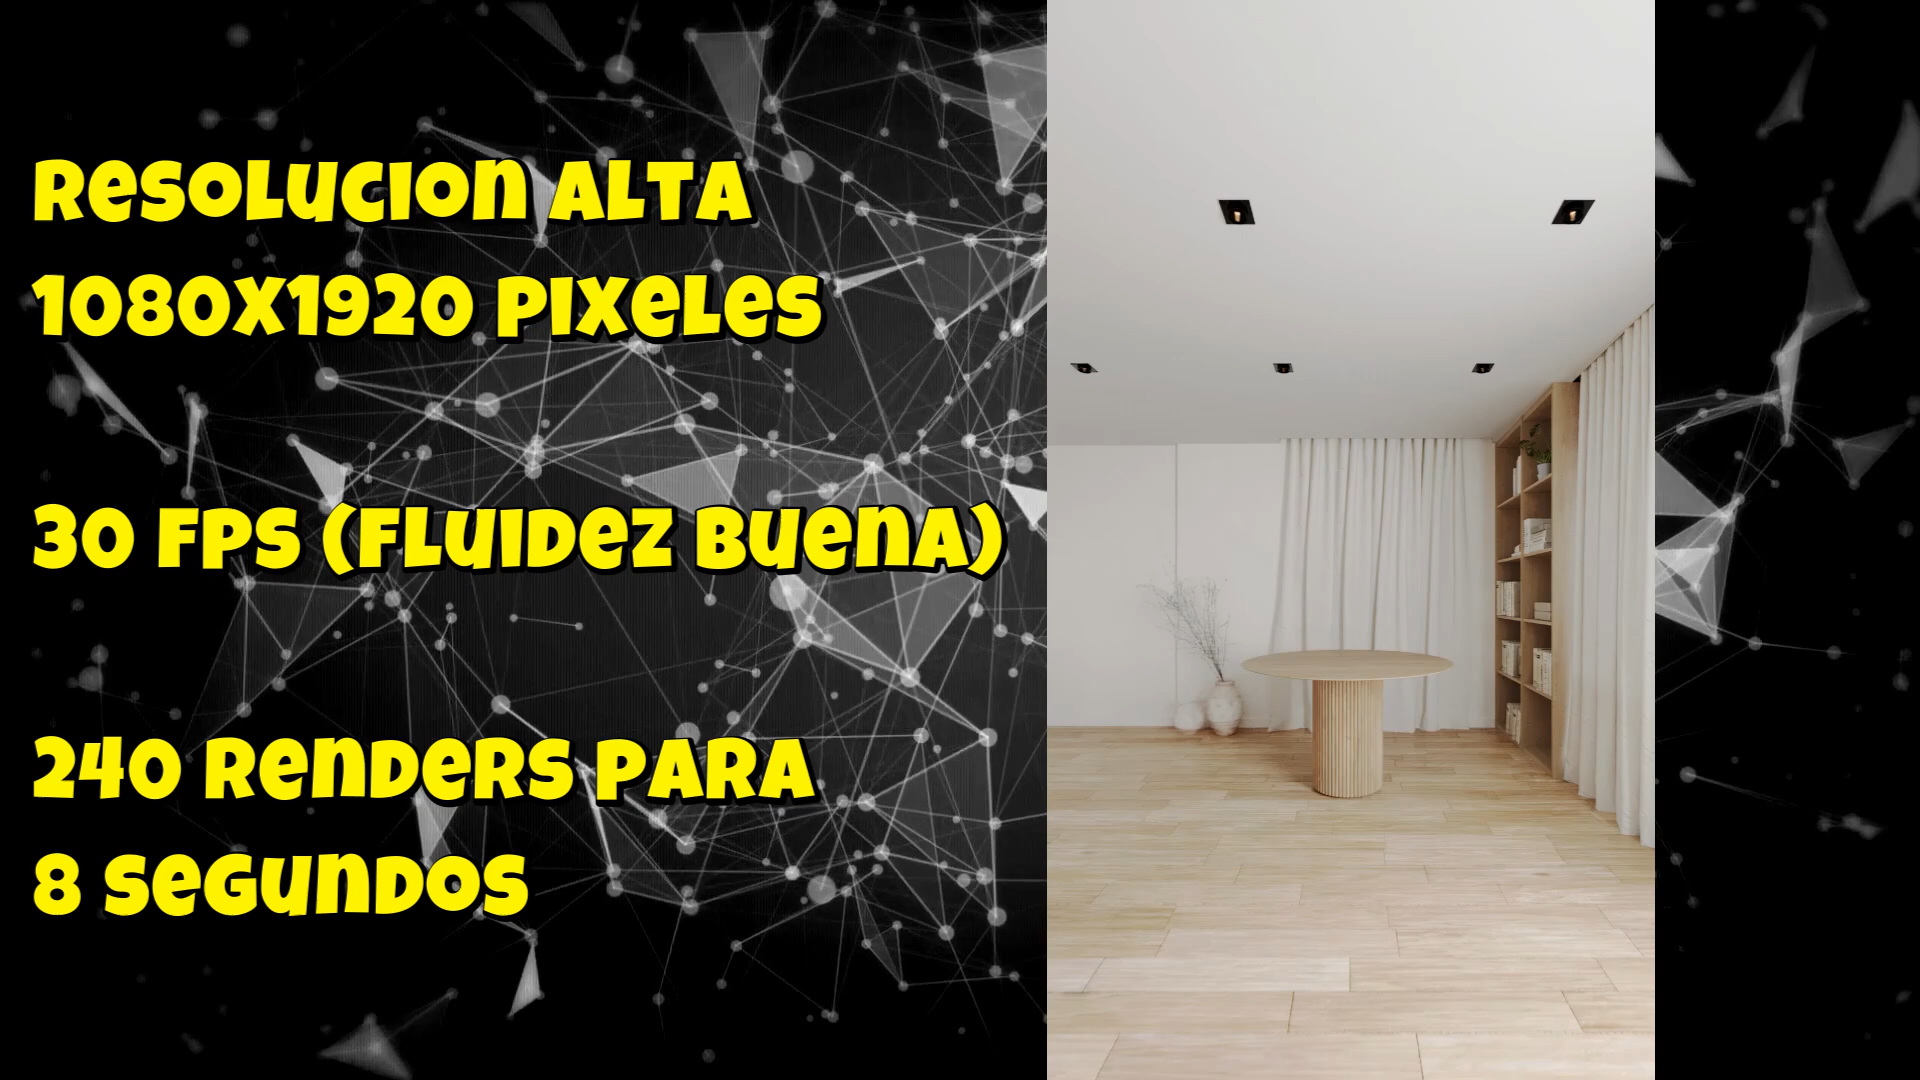 Resolucion Alta
1080x1920 pixeles
30 fps (fluidez buena)
240 renders para
8 segundos